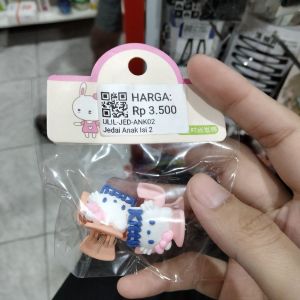 HARGA:
Rp 3.500
ULIL-JED-ANK02
Jedai Anak Isi 2